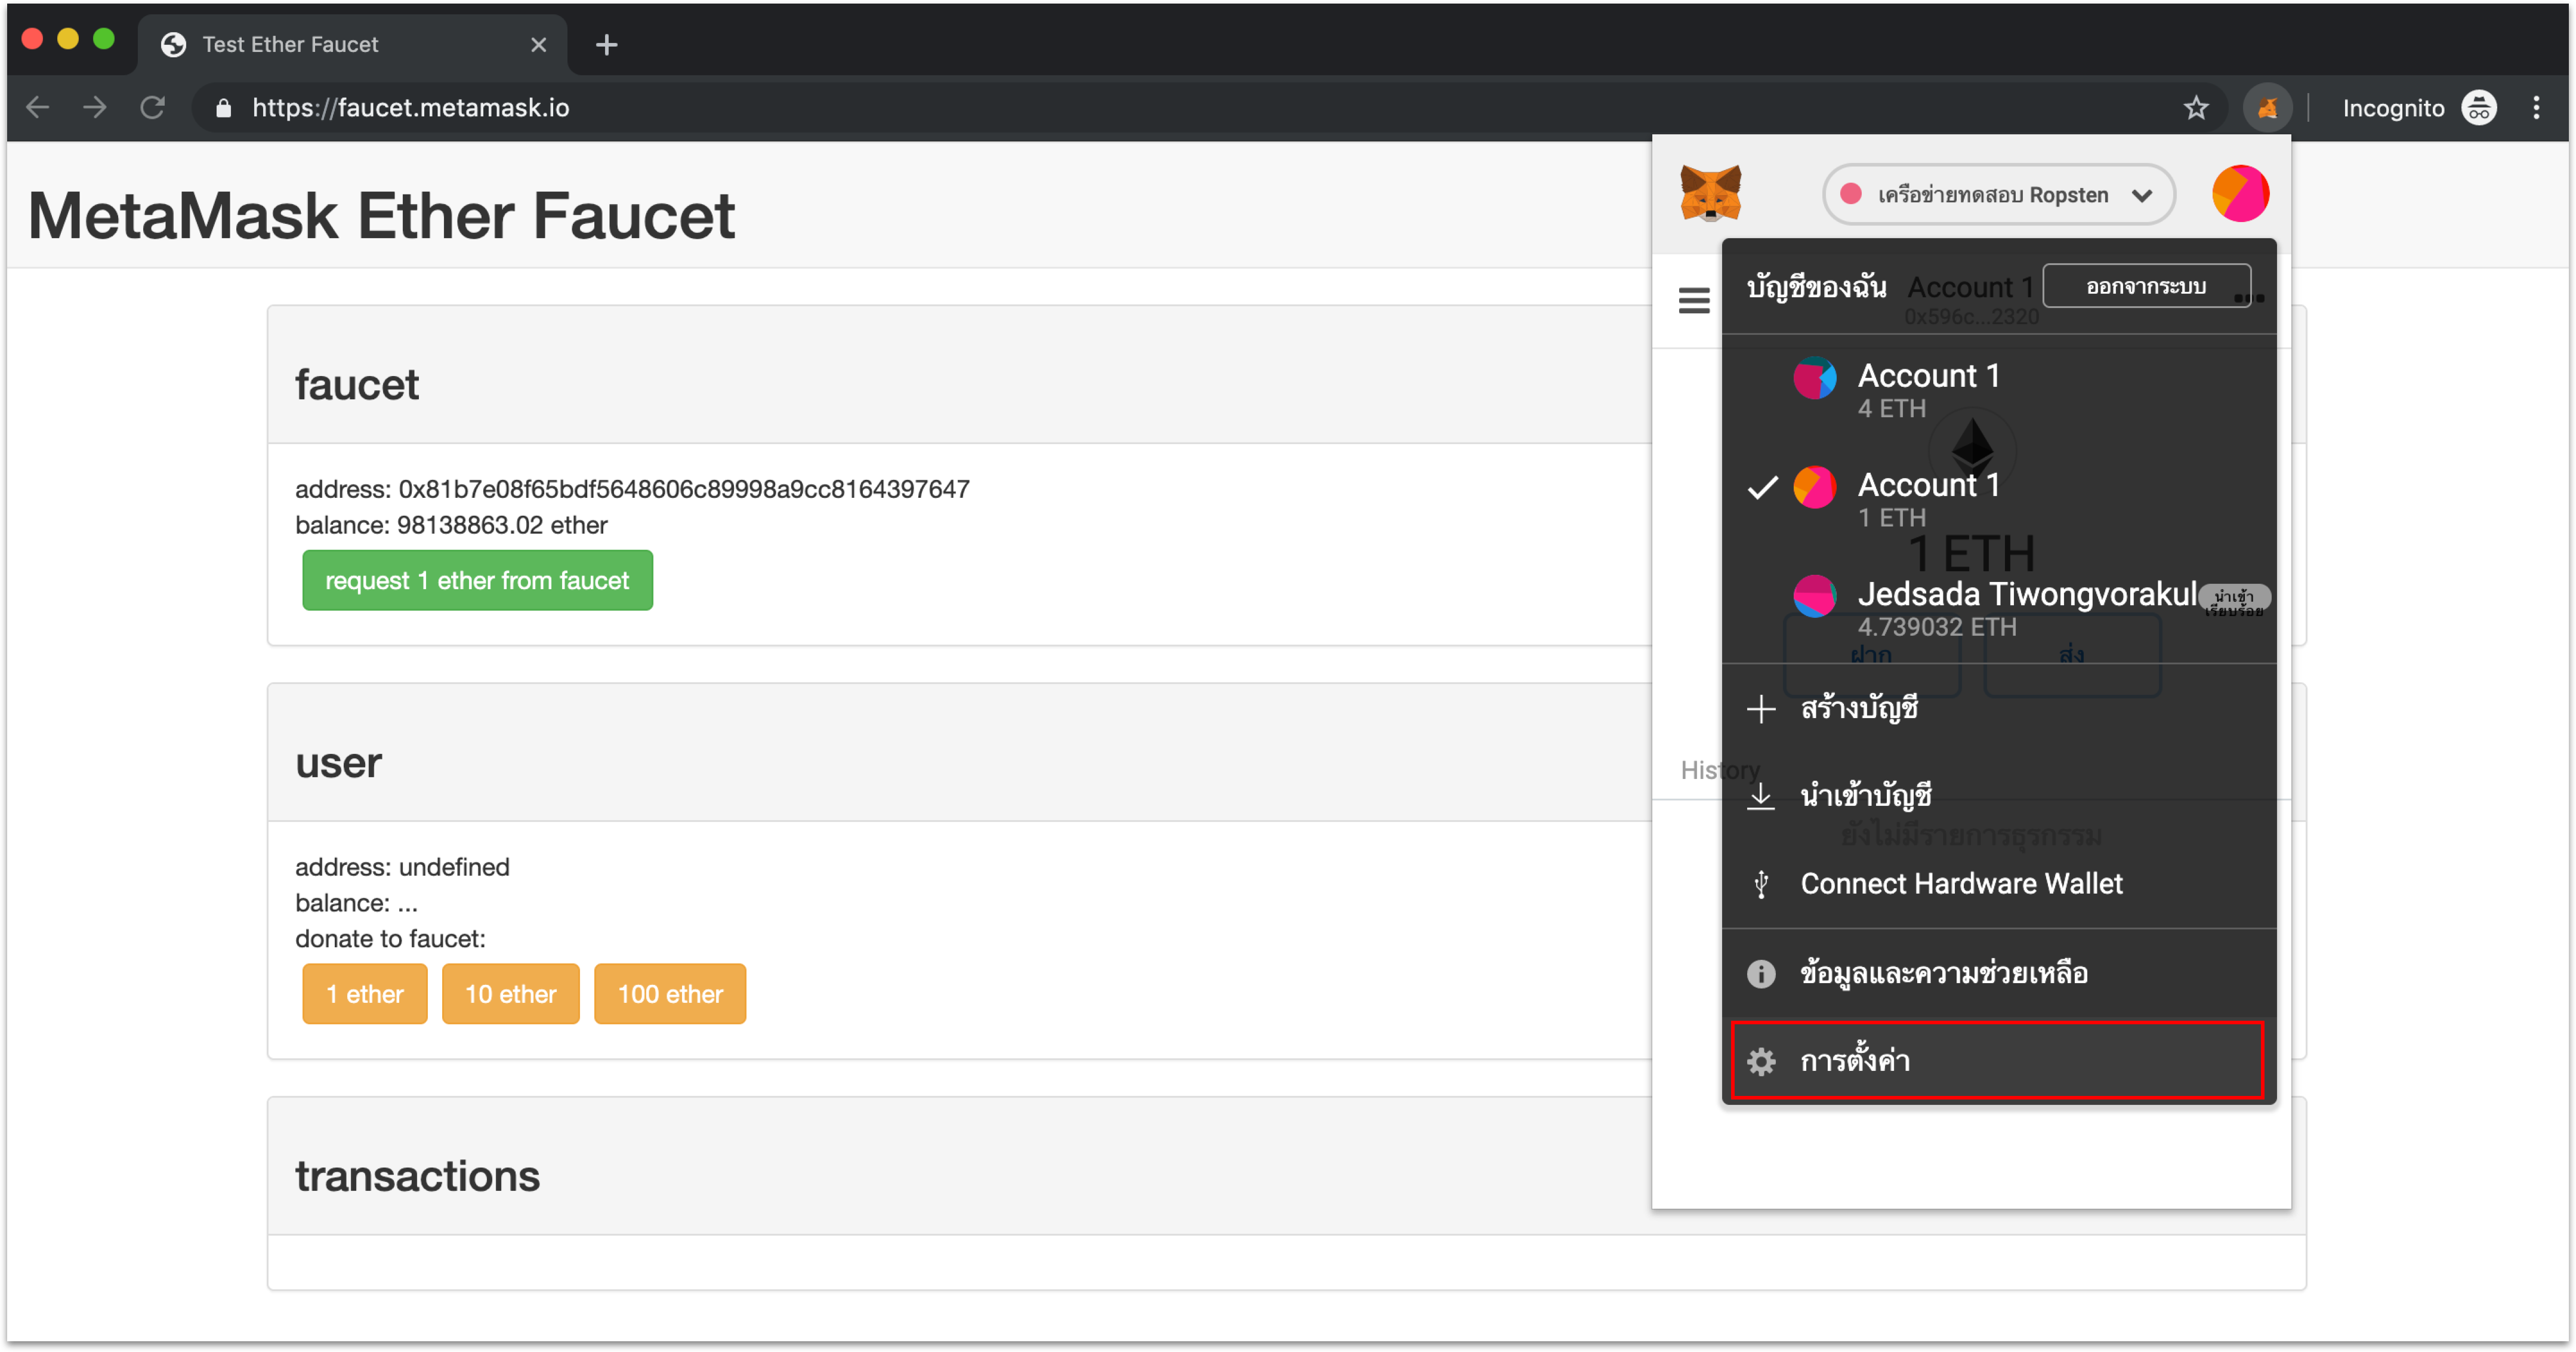 Test Ether Faucet
https://faucet.metamask.io
Incognito
MetaMask Ether Faucet
faucet
address: 0x81b7e08f65bdf5648606c89998a9cc8164397647
balance: 98138863.02 ether
request 1 ether from faucet
user
address: undefined
balance: ...
donate to faucet:
1 ether
10 ether
100 ether
transactions
เครือข่ายทดสอบ Ropsten
บัญชีของฉัน
Account 1
ออกจากระบบ
0x596c...2320
Account 1
4 ETH
Account 1
1 ETH
1 ETH
Jedsada Tiwongvorakul
นำเข้า
เรียบร้อย
4.739032 ETH
ฝาก
ส่ง
สร้างบัญชี
History
นำเข้าบัญชี
ยังไม่มีรายการธุรกรรม
Connect Hardware Wallet
ข้อมูลและความช่วยเหลือ
การตั้งค่า